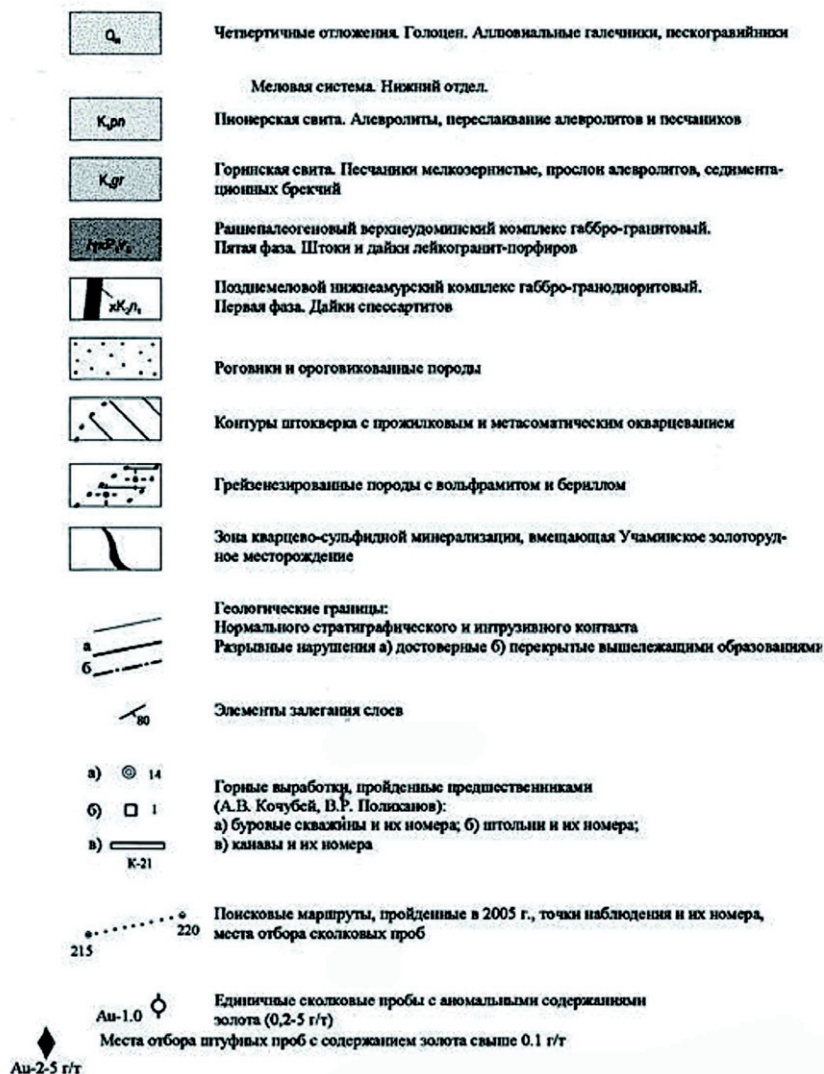 Q_H Четвертичные отложения. Голоцен. Аллювиальные галечники, пескогравийники
Меловая система. Нижний отдел.
K₁pn Пионерская свита. Алевролиты, переслаивание алевролитов и песчаников
K₁gr Горинская свита. Песчаники мелкозернистые, прослои алевролитов, седимента-
ционных брекчий
Раннепалеогеновый верхнеудоминский комплекс габбро-гранитовый.
Пятая фаза. Штоки и дайки лейкогранит-порфиров
Позднемеловой нижнеамурский комплекс габбро-гранодиоритовый.
χK₂n₁ Первая фаза. Дайки спессартитов
Роговики и ороговикованные породы
Контуры штокверка с прожилковым и метасоматическим окварцеванием
Грейзенезированные породы с вольфрамитом и бериллом
Зона кварцево-сульфидной минерализации, вмещающая Учаминское золоторуд-
ное месторождение
Геологические границы:
Нормального стратиграфического и интрузивного контакта
а Разрывные нарушения а) достоверные б) перекрытые вышележащими образованиями
б
80 Элементы залегания слоев
а) 14
Горные выработки, пройденные предшественниками
б) 1 (А.В. Кочубей, В.Р. Поликанов):
а) буровые скважины и их номера; б) штольни и их номера;
в) в) канавы и их номера
К-21
Поисковые маршруты, пройденные в 2005 г., точки наблюдения и их номера,
215 220 места отбора сколковых проб
Единичные сколковые пробы с аномальными содержаниями
Au-1.0 золота (0,2-5 г/т)
Места отбора штуфных проб с содержанием золота свыше 0.1 г/т
Au-2-5 г/т